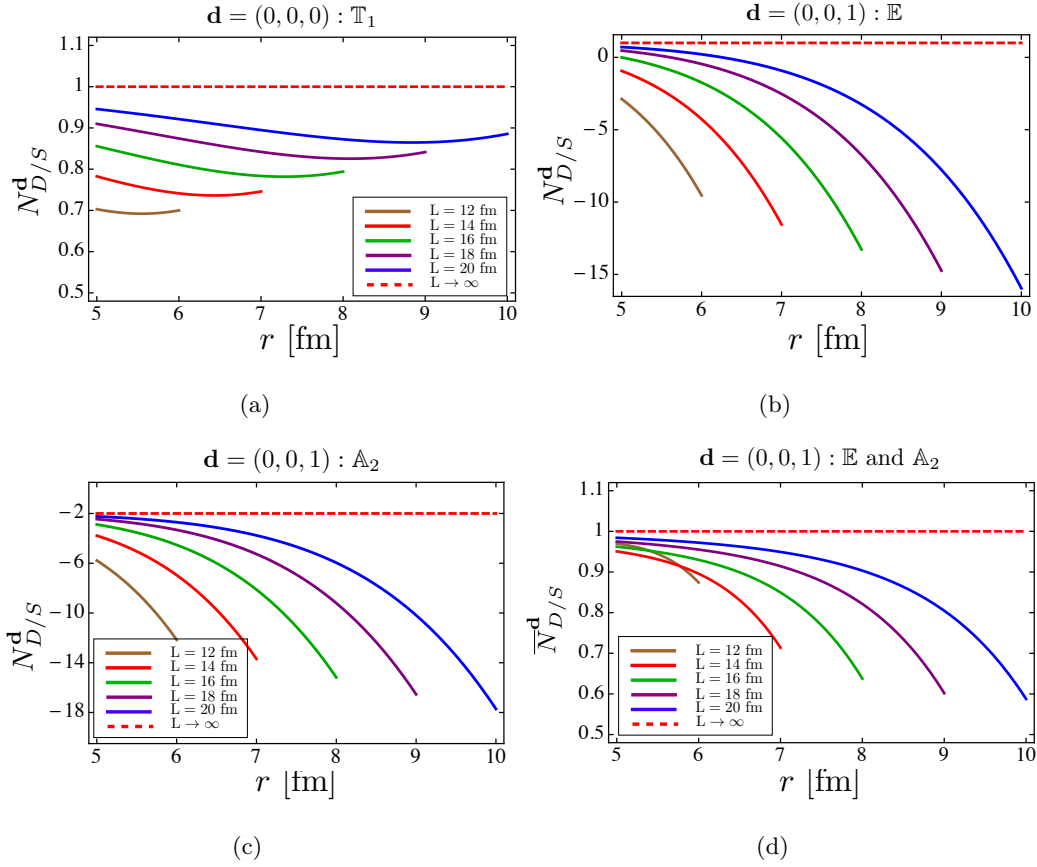 d = (0, 0, 0) : 𝕋₁
1.1
1
0.9
0.8
0.7
0.6
0.5
N^d_{D/S}
L = 12 fm
L = 14 fm
L = 16 fm
L = 18 fm
L = 20 fm
L → ∞
5 6 7 8 9 10
r [fm]
(a)
d = (0, 0, 1) : 𝔼
0
−5
−10
−15
N^d_{D/S}
5 6 7 8 9 10
r [fm]
(b)
d = (0, 0, 1) : 𝔸₂
−2
−6
−10
−14
−18
N^d_{D/S}
L = 12 fm
L = 14 fm
L = 16 fm
L = 18 fm
L = 20 fm
L → ∞
5 6 7 8 9 10
r [fm]
(c)
d = (0, 0, 1) : 𝔼 and 𝔸₂
1.1
1
0.9
0.8
0.7
0.6
0.5
N̅^d_{D/S}
L = 12 fm
L = 14 fm
L = 16 fm
L = 18 fm
L = 20 fm
L → ∞
5 6 7 8 9 10
r [fm]
(d)